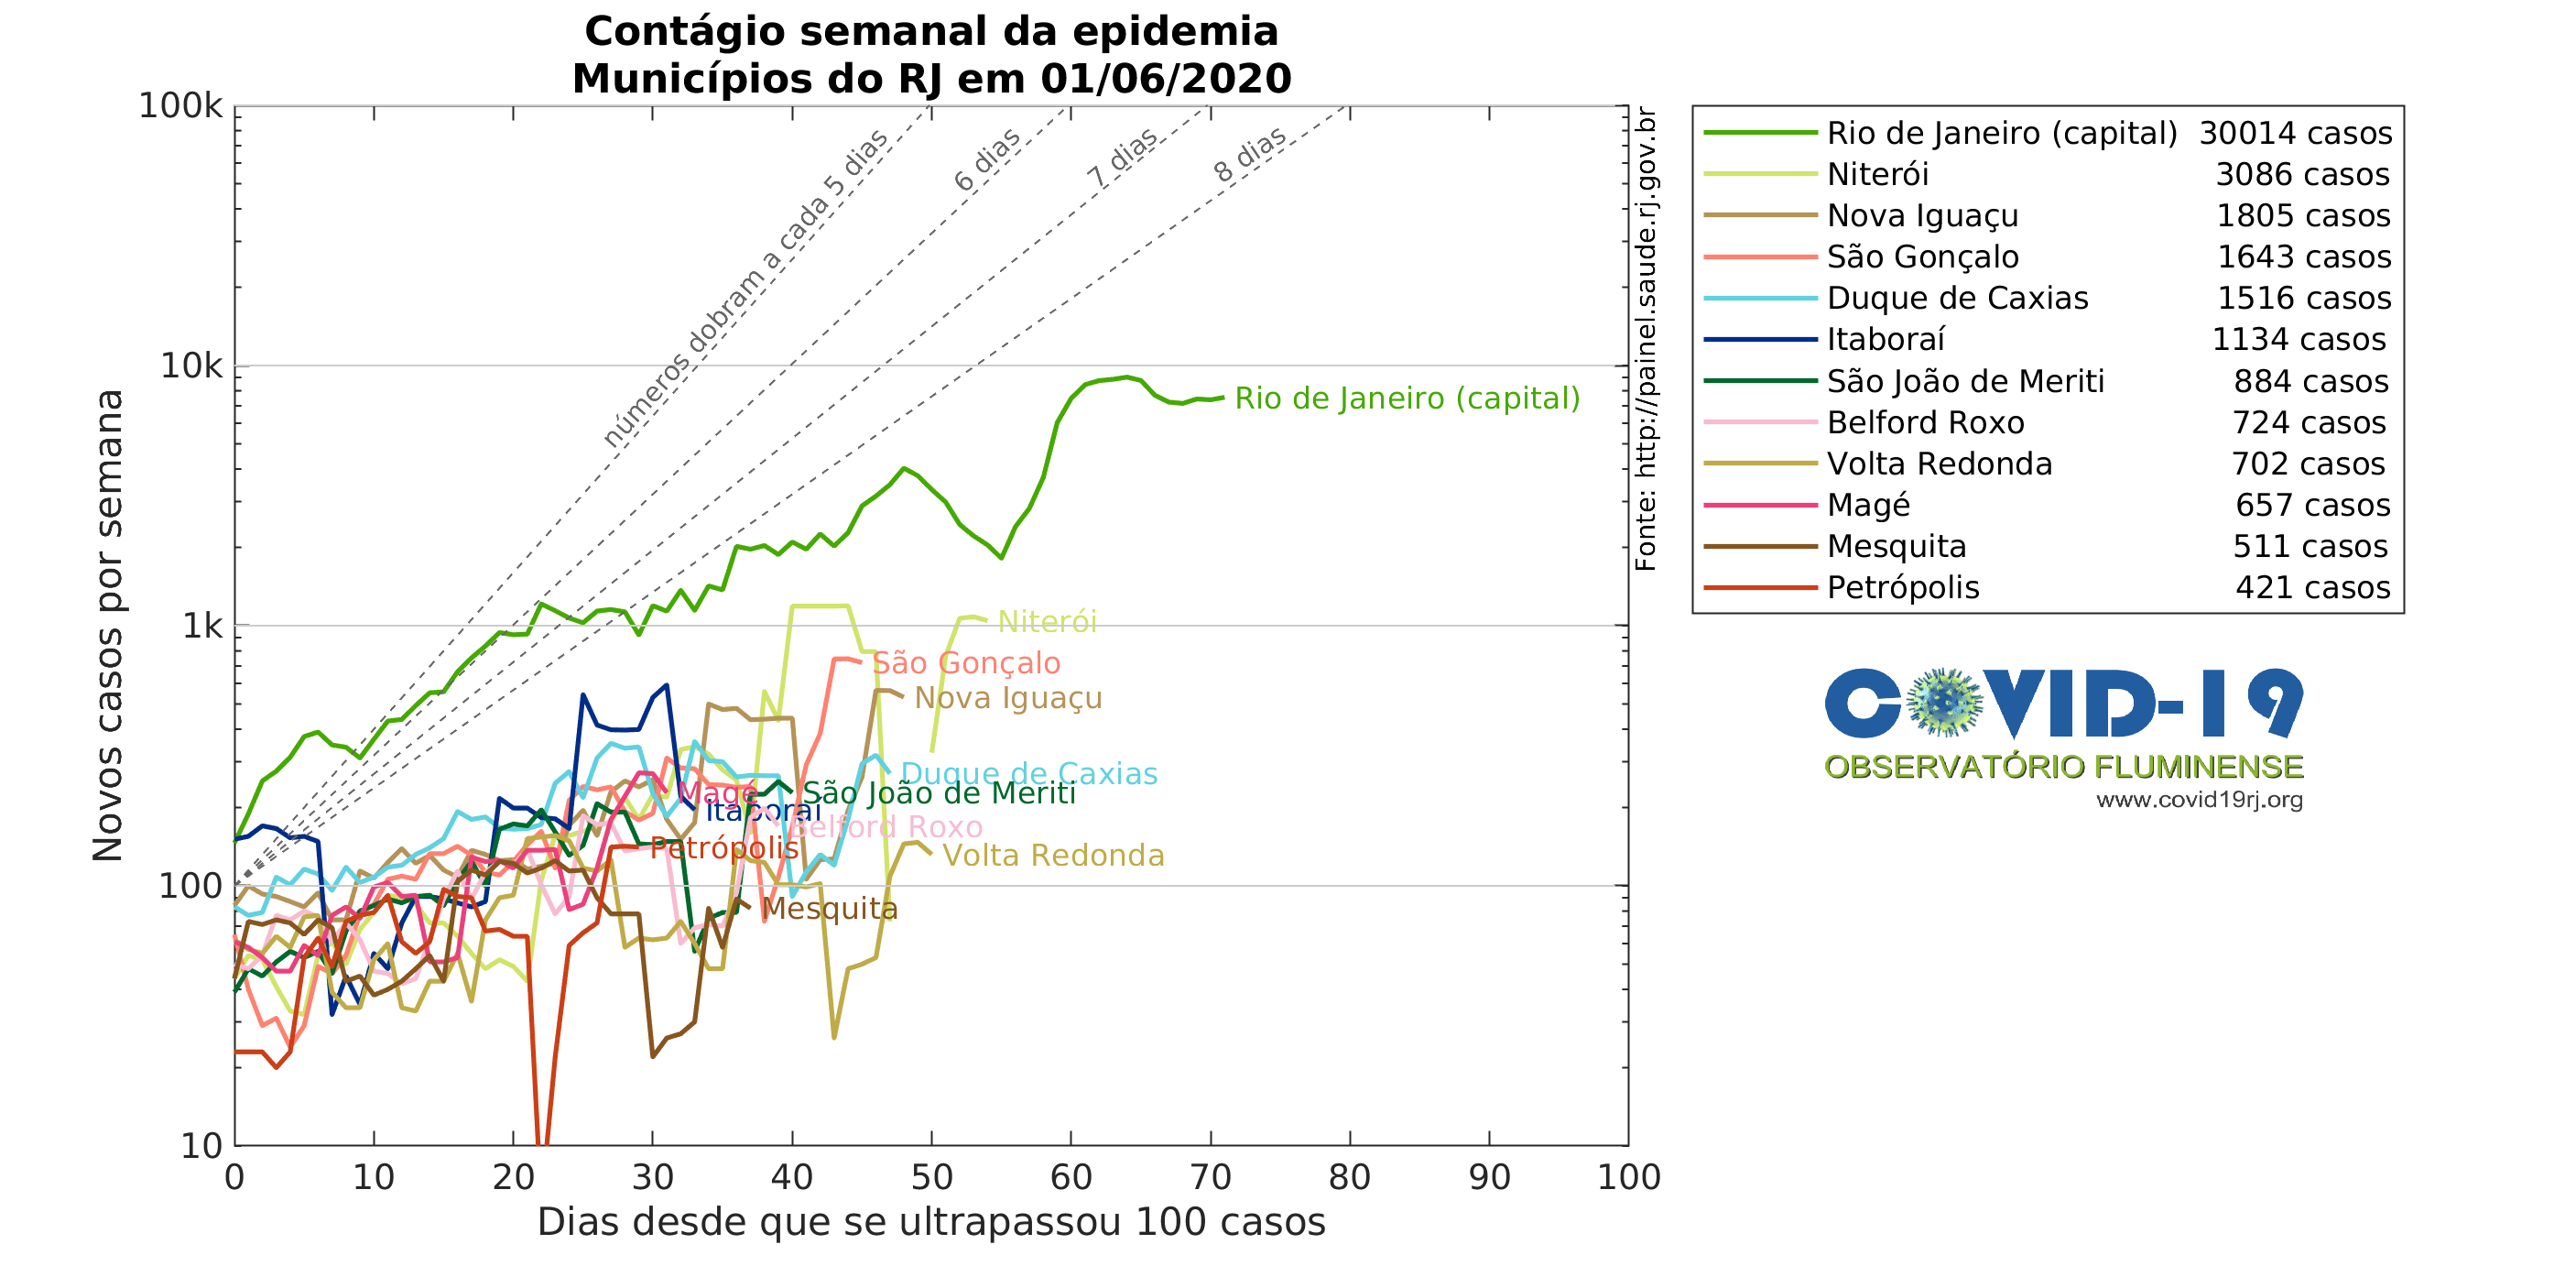 Contágio semanal da epidemia
Municípios do RJ em 01/06/2020
Novos casos por semana
100k
10k
1k
100
10
0 10 20 30 40 50 60 70 80 90 100
Dias desde que se ultrapassou 100 casos
números dobram a cada 5 dias
6 dias
7 dias
8 dias
Rio de Janeiro (capital)
Niterói
São Gonçalo
Nova Iguaçu
Duque de Caxias
Magé
São João de Meriti
Itaboraí
Belford Roxo
Petrópolis
Volta Redonda
Mesquita
Fonte: http://painel.saude.rj.gov.br
Rio de Janeiro (capital) 30014 casos
Niterói 3086 casos
Nova Iguaçu 1805 casos
São Gonçalo 1643 casos
Duque de Caxias 1516 casos
Itaboraí 1134 casos
São João de Meriti 884 casos
Belford Roxo 724 casos
Volta Redonda 702 casos
Magé 657 casos
Mesquita 511 casos
Petrópolis 421 casos
COVID-19
OBSERVATÓRIO FLUMINENSE
www.covid19rj.org